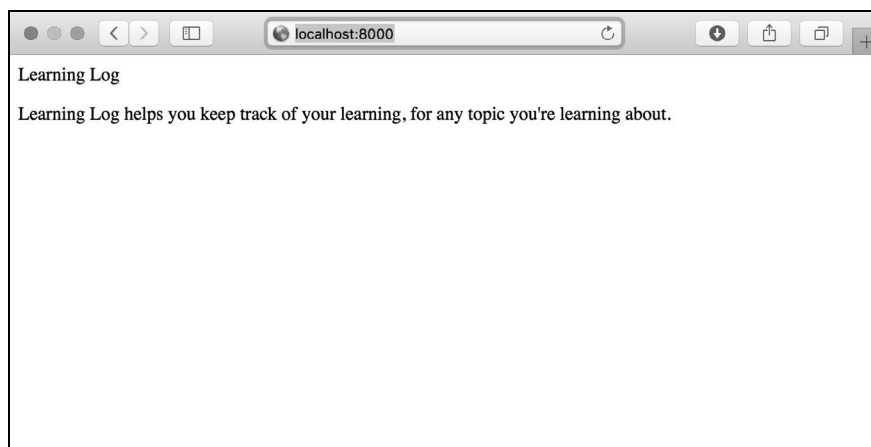 localhost:8000
Learning Log
Learning Log helps you keep track of your learning, for any topic you're learning about.